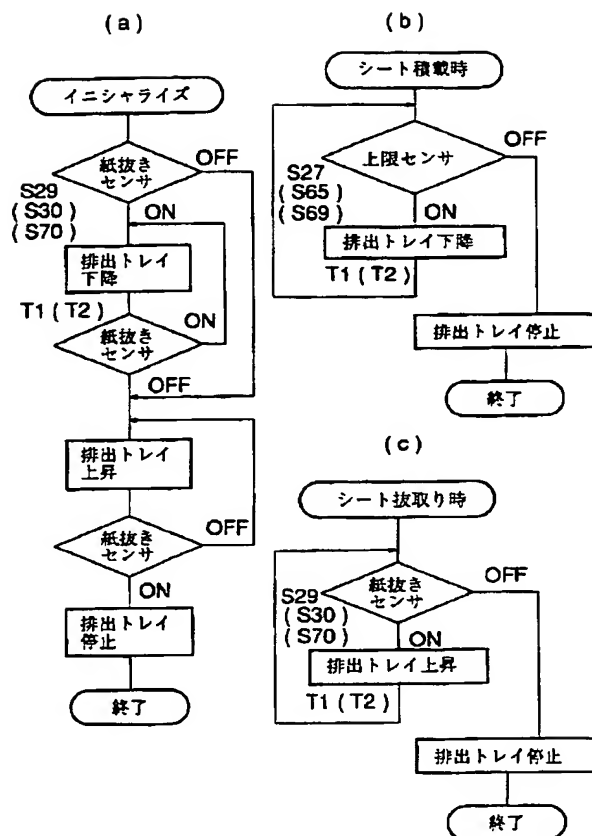 (a)
イニシャライズ
紙抜き
センサ
OFF
S29
(S30)
(S70)
ON
排出トレイ
下降
T1(T2)
ON
紙抜き
センサ
OFF
排出トレイ
上昇
紙抜き
センサ
OFF
ON
排出トレイ
停止
終了
(b)
シート積載時
上限センサ
OFF
S27
(S65)
(S69)
ON
排出トレイ下降
T1(T2)
排出トレイ停止
終了
(c)
シート抜取り時
紙抜き
センサ
OFF
S29
(S30)
(S70)
ON
排出トレイ上昇
T1(T2)
排出トレイ停止
終了